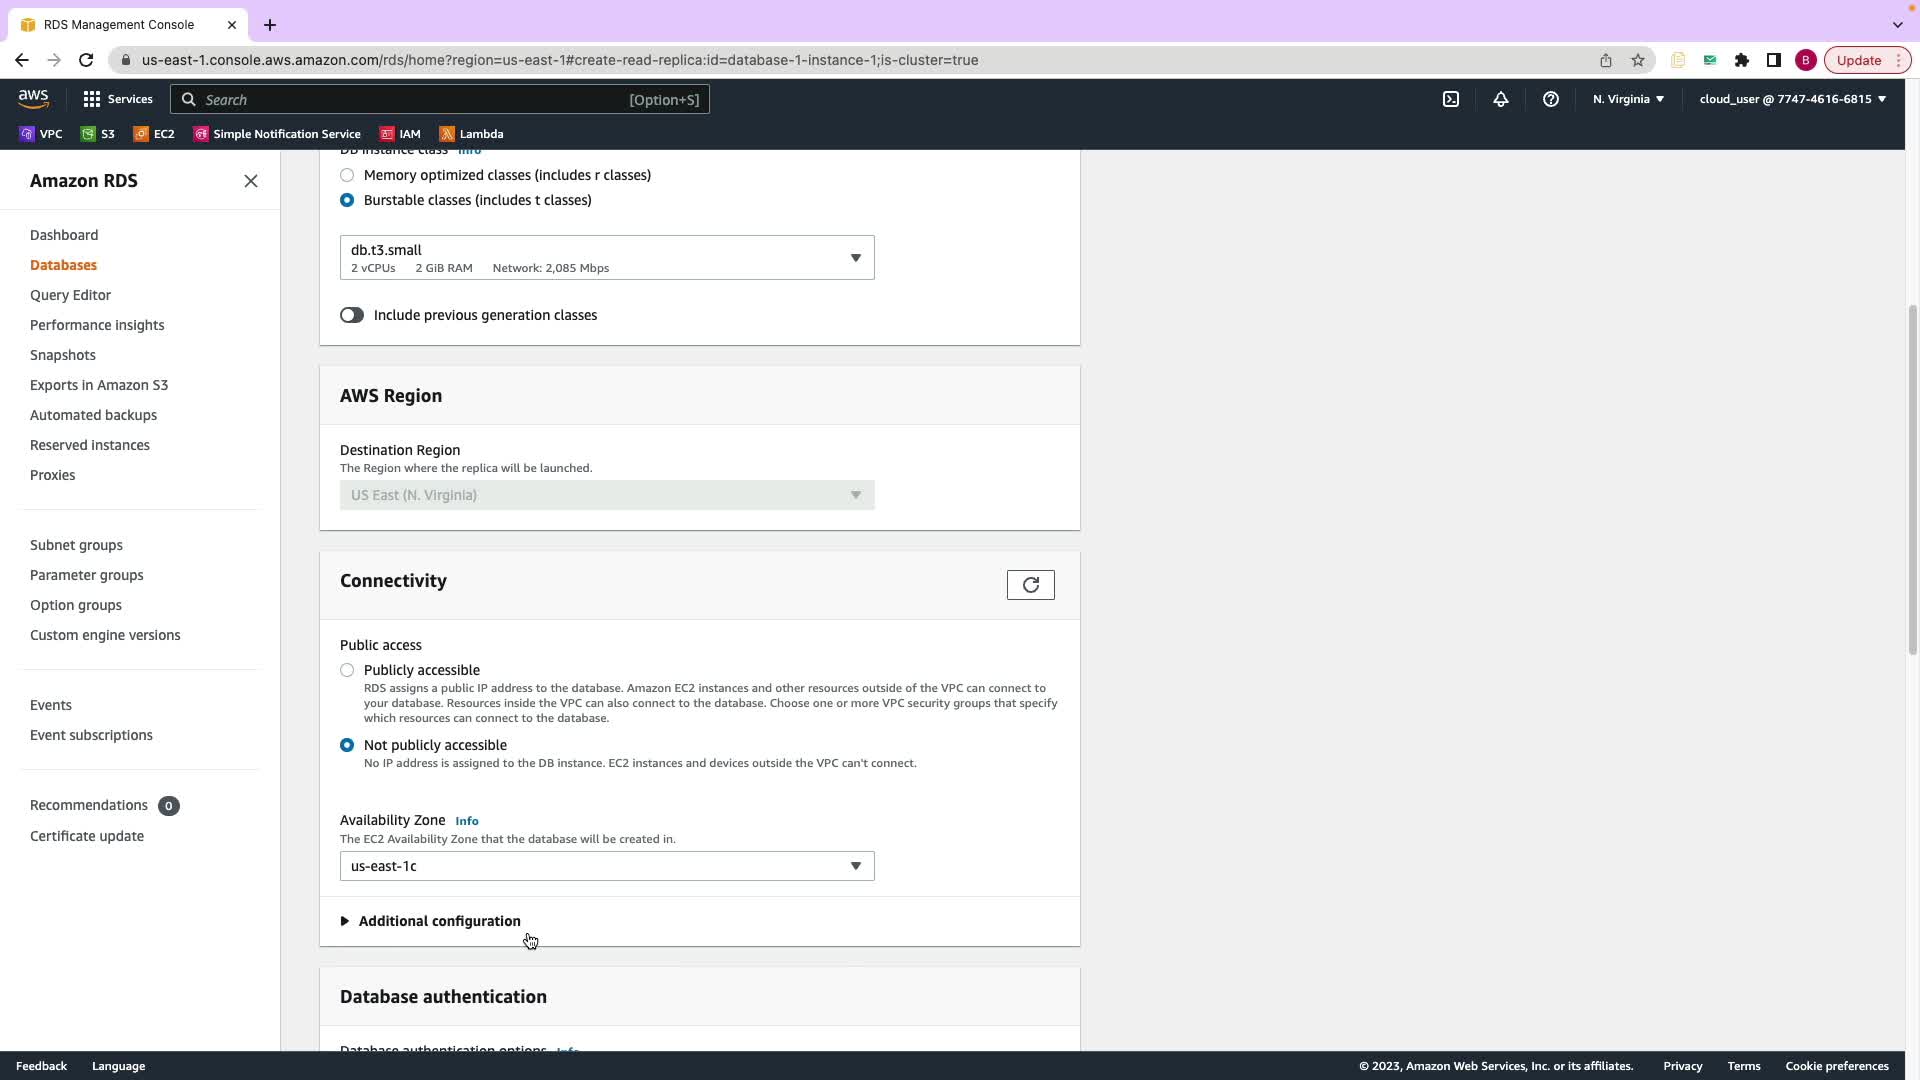 RDS Management Console
us-east-1.console.aws.amazon.com/rds/home?region=us-east-1#create-read-replica:id=database-1-instance-1;is-cluster=true
B
Update
aws
Services
Search
[Option+S]
N. Virginia
cloud_user @ 7747-4616-6815
VPC
S3
EC2
Simple Notification Service
IAM
Lambda
Amazon RDS
Dashboard
Databases
Query Editor
Performance insights
Snapshots
Exports in Amazon S3
Automated backups
Reserved instances
Proxies
Subnet groups
Parameter groups
Option groups
Custom engine versions
Events
Event subscriptions
Recommendations 0
Certificate update
DB instance class Info
Memory optimized classes (includes r classes)
Burstable classes (includes t classes)
db.t3.small
2 vCPUs 2 GiB RAM Network: 2,085 Mbps
Include previous generation classes
AWS Region
Destination Region
The Region where the replica will be launched.
US East (N. Virginia)
Connectivity
Public access
Publicly accessible
RDS assigns a public IP address to the database. Amazon EC2 instances and other resources outside of the VPC can connect to
your database. Resources inside the VPC can also connect to the database. Choose one or more VPC security groups that specify
which resources can connect to the database.
Not publicly accessible
No IP address is assigned to the DB instance. EC2 instances and devices outside the VPC can't connect.
Availability Zone Info
The EC2 Availability Zone that the database will be created in.
us-east-1c
Additional configuration
Database authentication
Database authentication options Info
Feedback
Language
© 2023, Amazon Web Services, Inc. or its affiliates.
Privacy
Terms
Cookie preferences